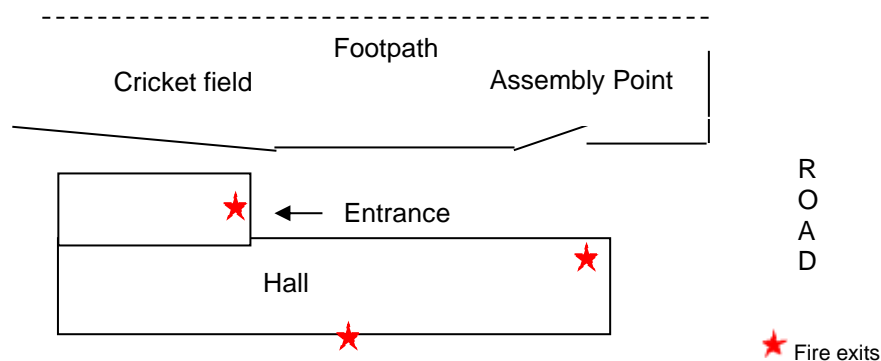 Footpath
Cricket field
Assembly Point
Entrance
Hall
R
O
A
D
Fire exits